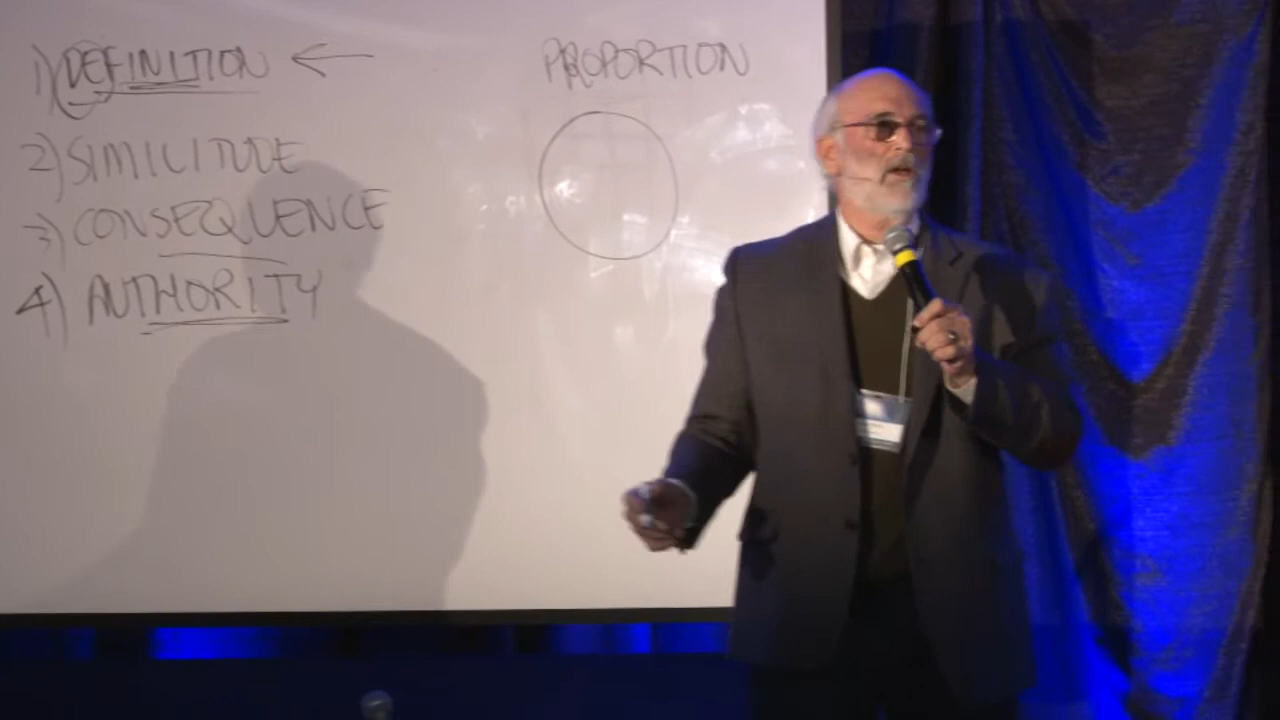 1) DEFINITION ←
2) SIMILITUDE
3) CONSEQUENCE
4) AUTHORITY
PROPORTION